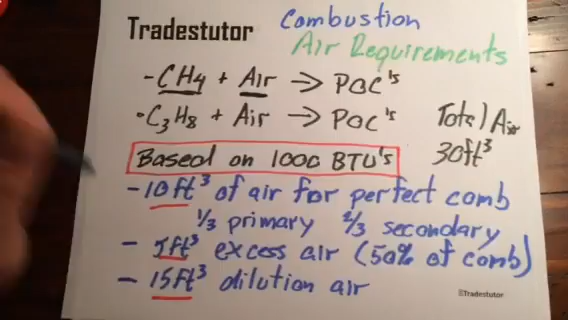 Tradestutor Combustion
Air Requirements
- CH4 + Air → POC's
• C3H8 + Air → POC's
Total Air
30ft³
Based on 1000 BTU's
- 10ft³ of air for perfect comb
1/3 primary 2/3 secondary
- 5ft³ excess air (50% of comb)
- 15ft³ dilution air
©Tradestutor